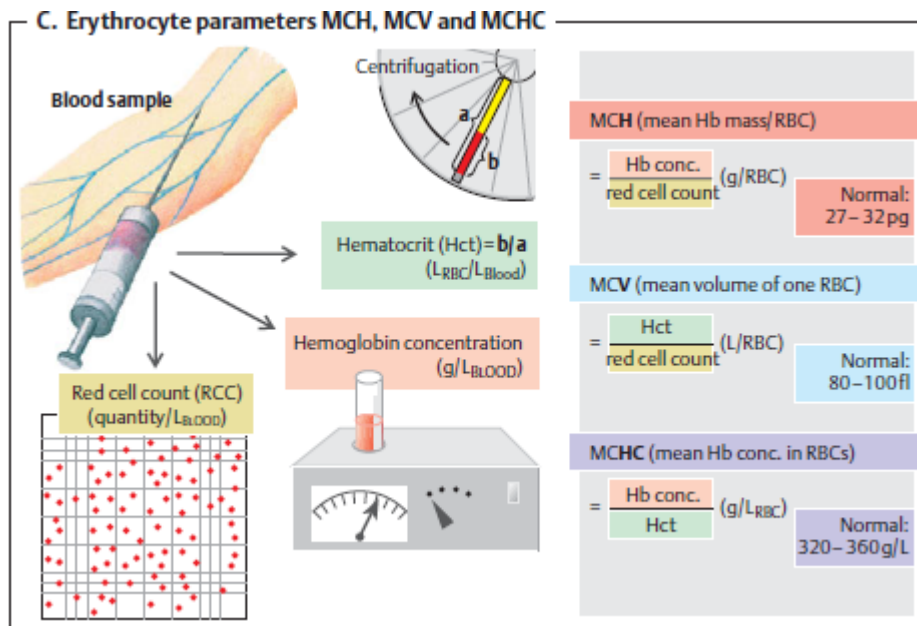 C. Erythrocyte parameters MCH, MCV and MCHC
Blood sample
Centrifugation
a
b
Hematocrit (Hct) = b/a
(LRBC/LBlood)
Hemoglobin concentration
(g/LBLOOD)
Red cell count (RCC)
(quantity/LBLOOD)
MCH (mean Hb mass/RBC)
= Hb conc.
red cell count (g/RBC)
Normal:
27–32pg
MCV (mean volume of one RBC)
= Hct
red cell count (L/RBC)
Normal:
80–100fl
MCHC (mean Hb conc. in RBCs)
= Hb conc.
Hct (g/LRBC)
Normal:
320–360g/L